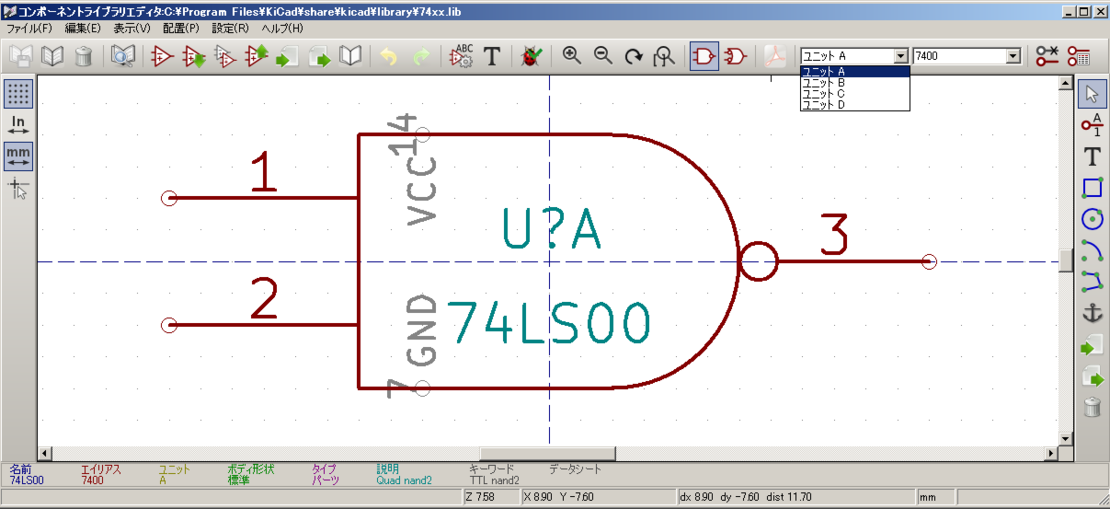 コンポーネントライブラリエディタ:C:¥Program Files¥KiCad¥share¥kicad¥library¥74xx.lib
ファイル(F) 編集(E) 表示(V) 配置(P) 設定(R) ヘルプ(H)
ABC T ユニット A 7400
ユニット A
ユニット B
ユニット C
ユニット D
In
mm
A
1
T
14
VCC
1
U?A
3
2
GND
74LS00
7
名前 エイリアス ユニット ボディ形状 タイプ 説明 キーワード データシート
74LS00 7400 A 標準 パーツ Quad nand2 TTL nand2
Z 7.58 X 8.90 Y -7.60 dx 8.90 dy -7.60 dist 11.70 mm